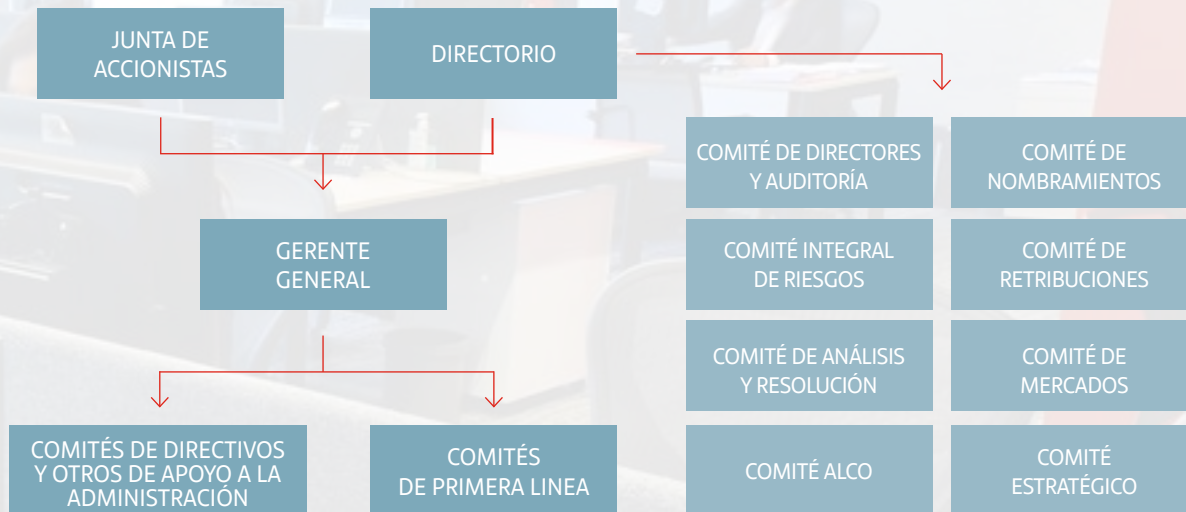 JUNTA DE
ACCIONISTAS
DIRECTORIO
GERENTE
GENERAL
COMITÉS DE DIRECTIVOS
Y OTROS DE APOYO A LA
ADMINISTRACIÓN
COMITÉS
DE PRIMERA LINEA
COMITÉ DE DIRECTORES
Y AUDITORÍA
COMITÉ DE
NOMBRAMIENTOS
COMITÉ INTEGRAL
DE RIESGOS
COMITÉ DE
RETRIBUCIONES
COMITÉ DE ANÁLISIS
Y RESOLUCIÓN
COMITÉ DE
MERCADOS
COMITÉ ALCO
COMITÉ
ESTRATÉGICO